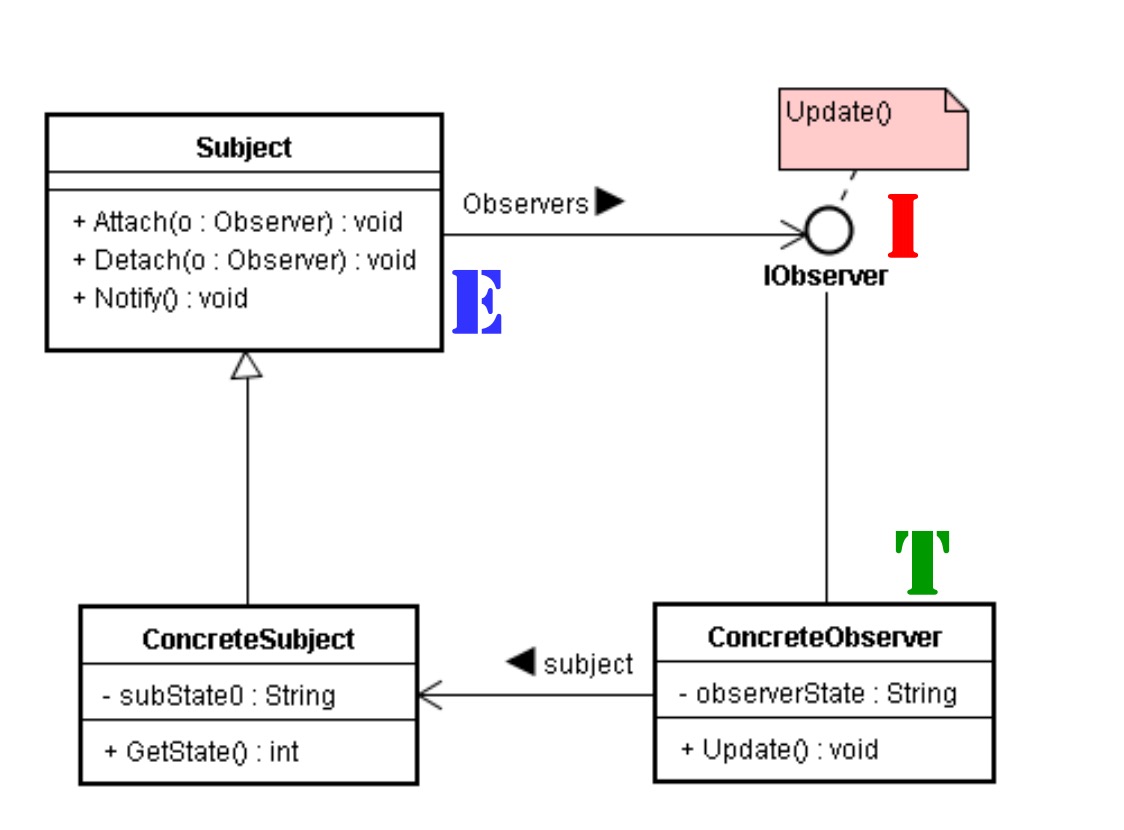 Subject
+ Attach(o : Observer) : void
+ Detach(o : Observer) : void
+ Notify() : void
E
Observers
Update()
I
IObserver
T
ConcreteSubject
- subState0 : String
+ GetState() : int
subject
ConcreteObserver
- observerState : String
+ Update() : void